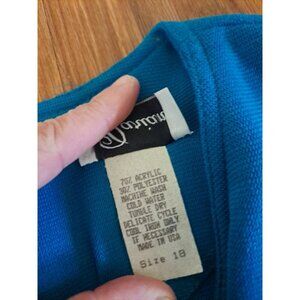 70% ACRYLIC
30% POLYESTER
MACHINE WASH
COLD WATER
TUMBLE DRY
DELICATE CYCLE
COOL IRON ONLY
IF NECESSARY
MADE IN USA
Size 18